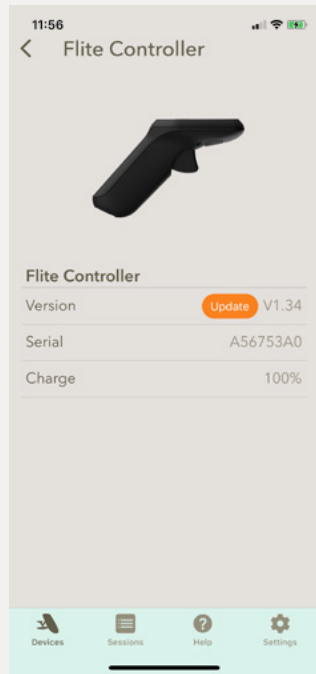 11:56
Flite Controller
Flite Controller
Version Update V1.34
Serial A56753A0
Charge 100%
Devices Sessions Help Settings